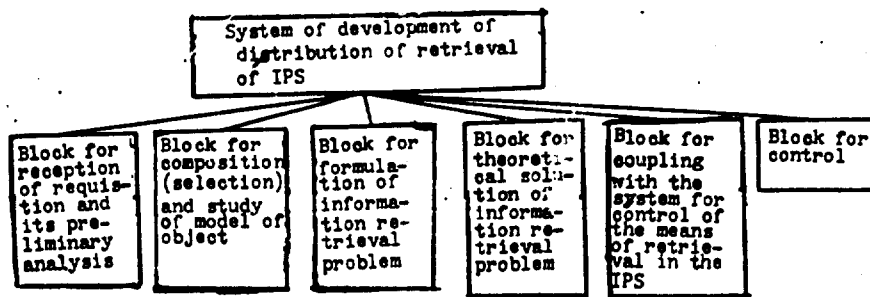 System of development of
distribution of retrieval
of IPS
Block for
reception
of requisi-
tion and
its pre-
liminary
analysis
Block for
composition
(selection)
and study
of model of
object
Block for
formula-
tion of
informa-
tion re-
trieval
problem
Block for
theoreti-
cal solu-
tion of
informa-
tion re-
trieval
problem
Block for
coupling
with the
system for
control of
the means
of retrie-
val in the
IPS
Block for
control